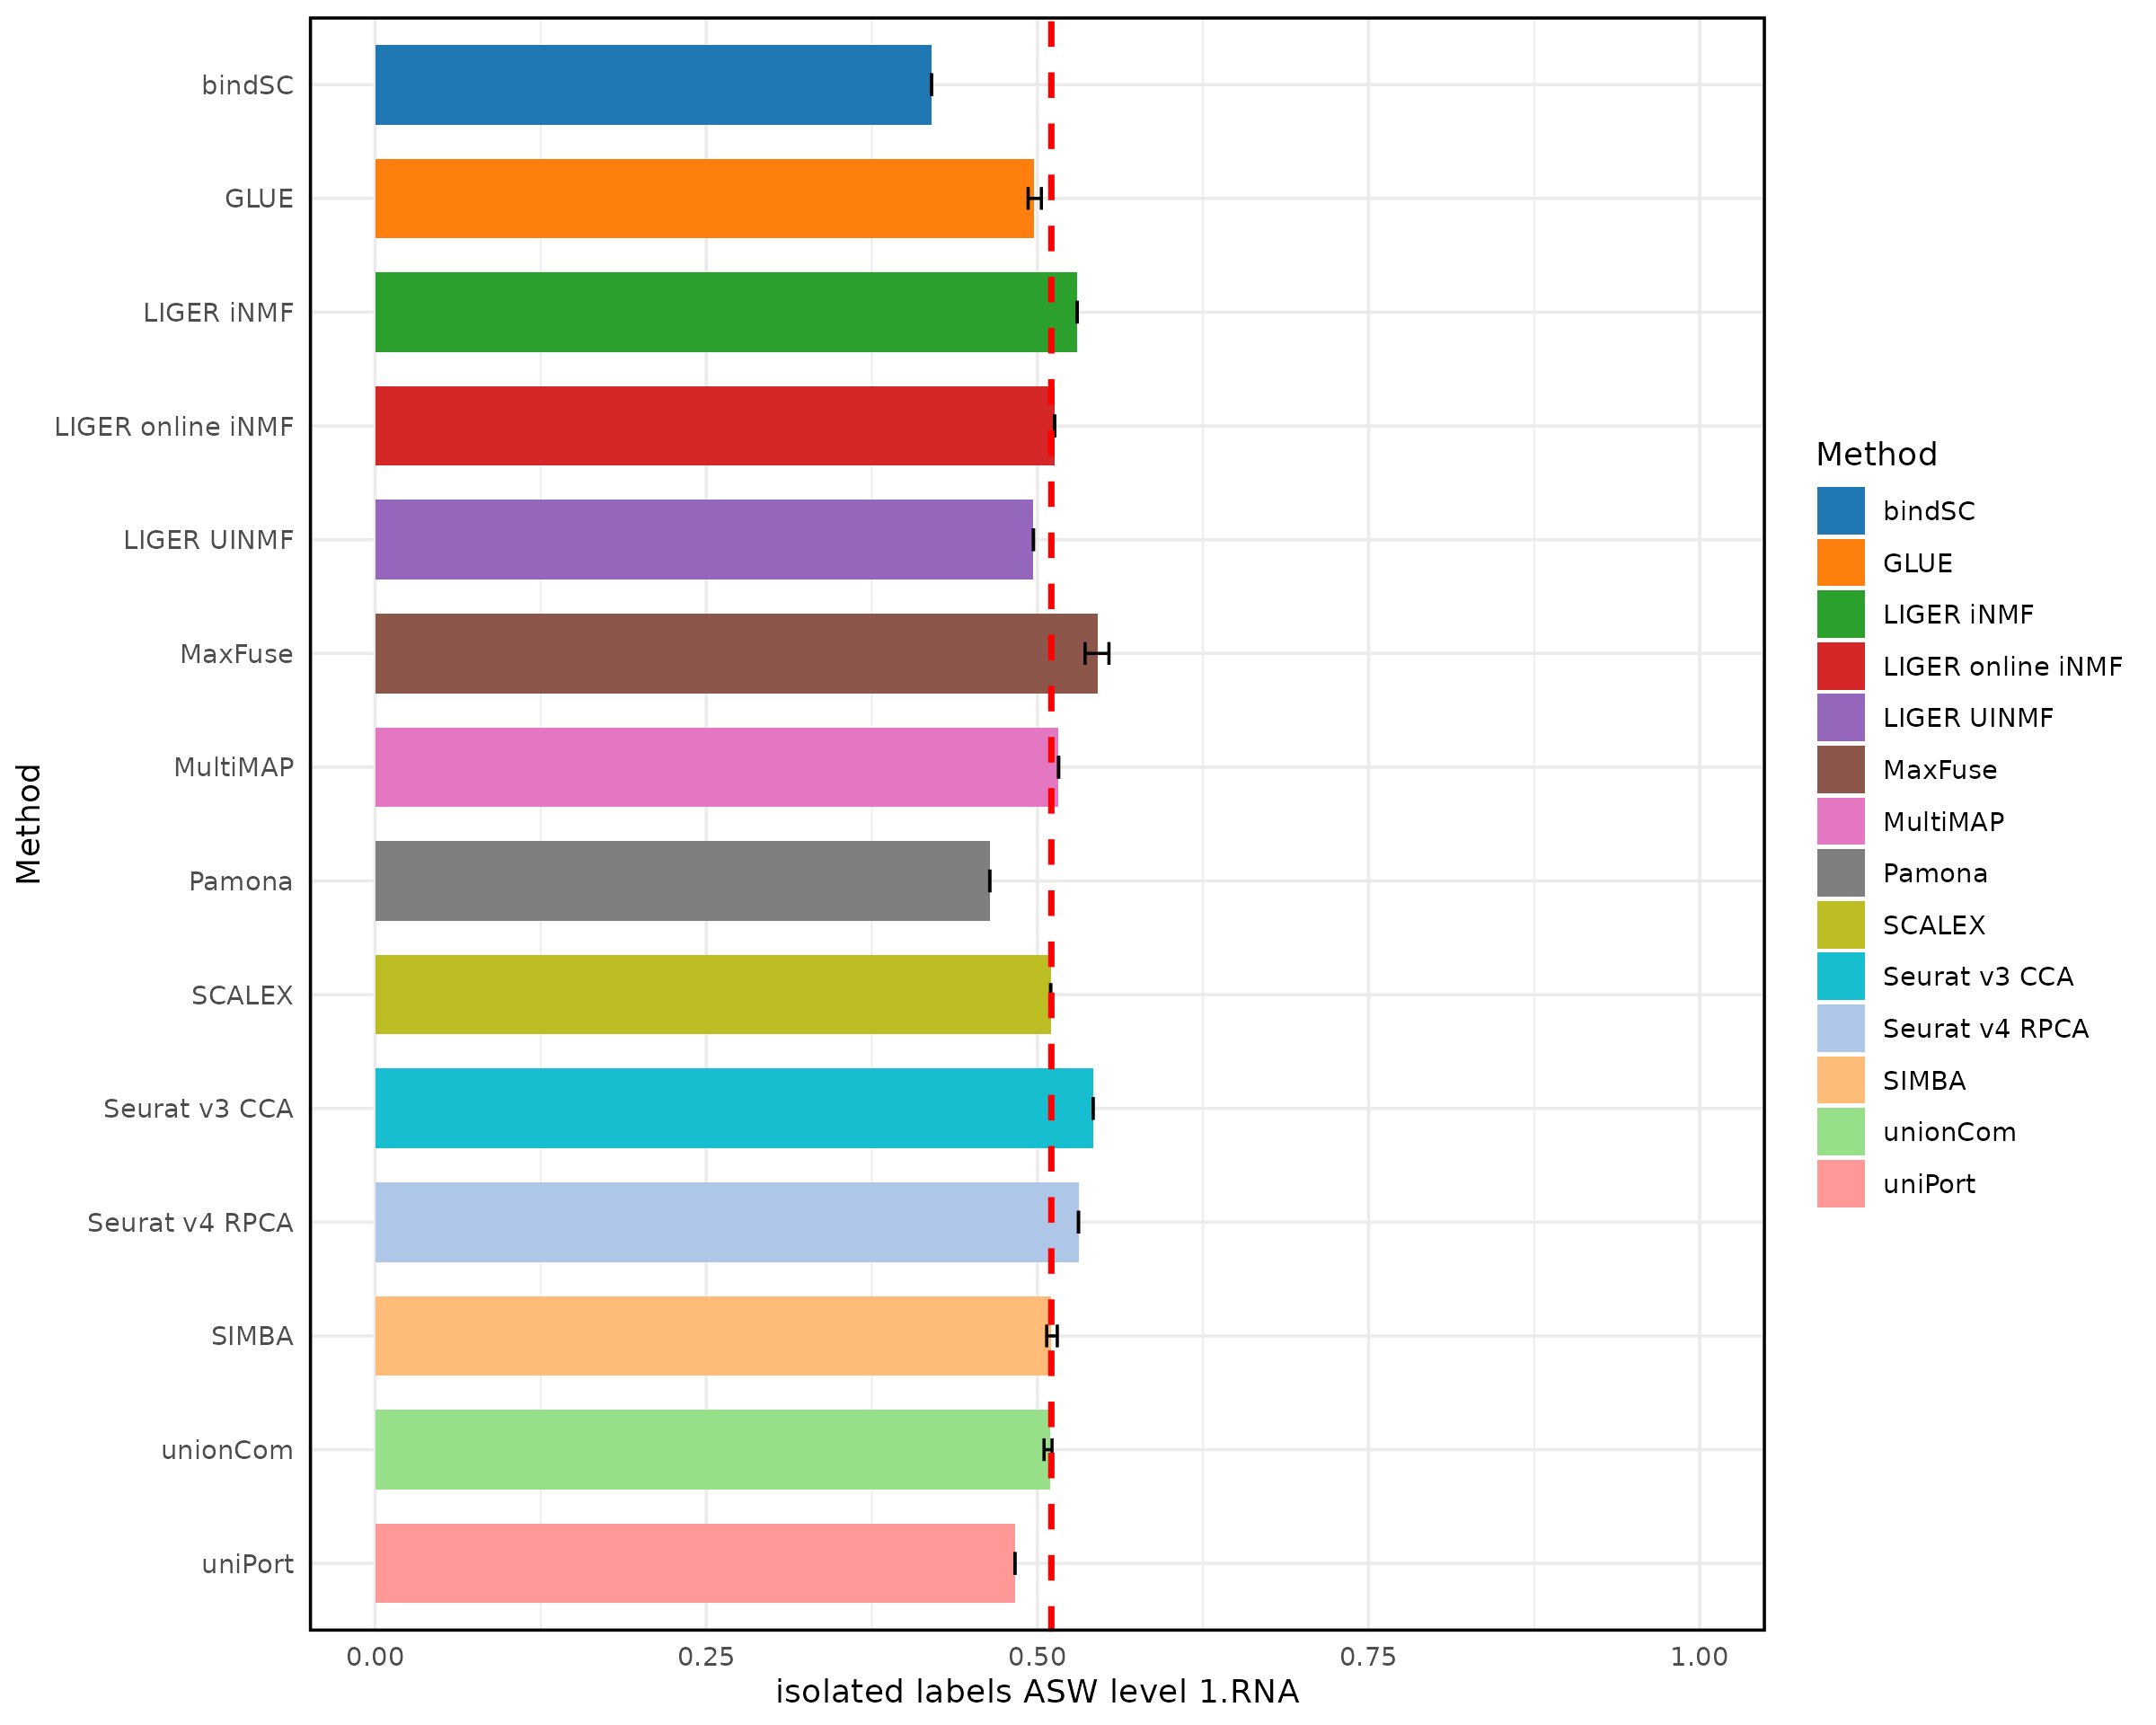 bindSC
GLUE
LIGER iNMF
LIGER online iNMF
LIGER UINMF
MaxFuse
MultiMAP
Pamona
SCALEX
Seurat v3 CCA
Seurat v4 RPCA
SIMBA
unionCom
uniPort
Method
0.00 0.25 0.50 0.75 1.00
isolated labels ASW level 1.RNA
Method
bindSC
GLUE
LIGER iNMF
LIGER online iNMF
LIGER UINMF
MaxFuse
MultiMAP
Pamona
SCALEX
Seurat v3 CCA
Seurat v4 RPCA
SIMBA
unionCom
uniPort